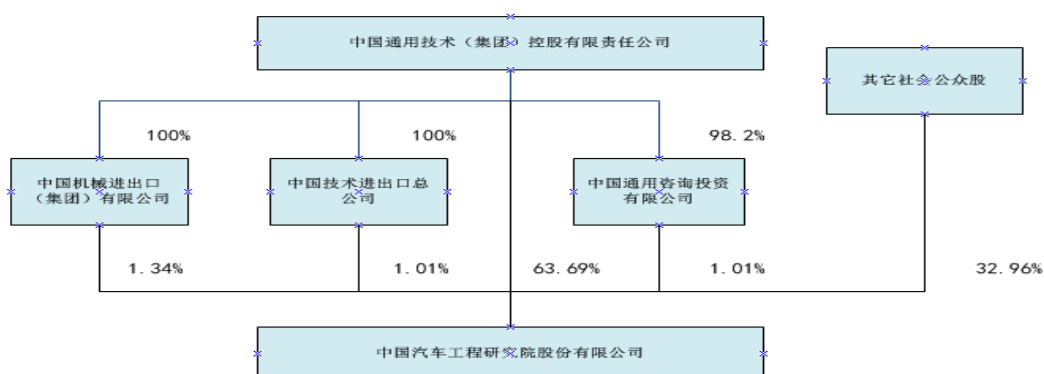 中国通用技术（集团）控股有限责任公司
其它社会公众股
100%
100%
98.2%
中国机械进出口
（集团）有限公司
中国技术进出口总
公司
中国通用咨询投资
有限公司
1.34%
1.01%
63.69%
1.01%
32.96%
中国汽车工程研究院股份有限公司